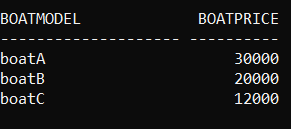 BOATMODEL BOATPRICE
-------------------- ----------
boatA 30000
boatB 20000
boatC 12000